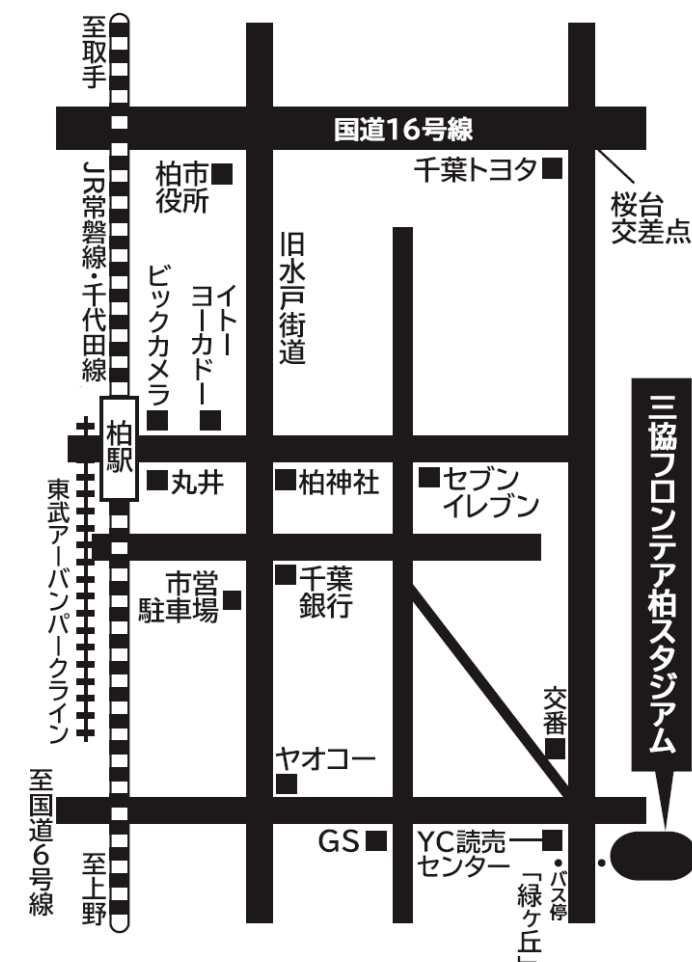 至取手
国道16号線
柏市
役所
千葉トヨタ
桜台
交差点
JR常磐線・千代田線
旧水戸街道
ビックカメラ
イトー
ヨーカドー
柏駅
三協フロンテア柏スタジアム
丸井
柏神社
セブン
イレブン
東武アーバンパークライン
市営
駐車場
千葉
銀行
交番
ヤオコー
至国道6号線
GS
YC読売
センター
至上野
・バス停
「緑ヶ丘」